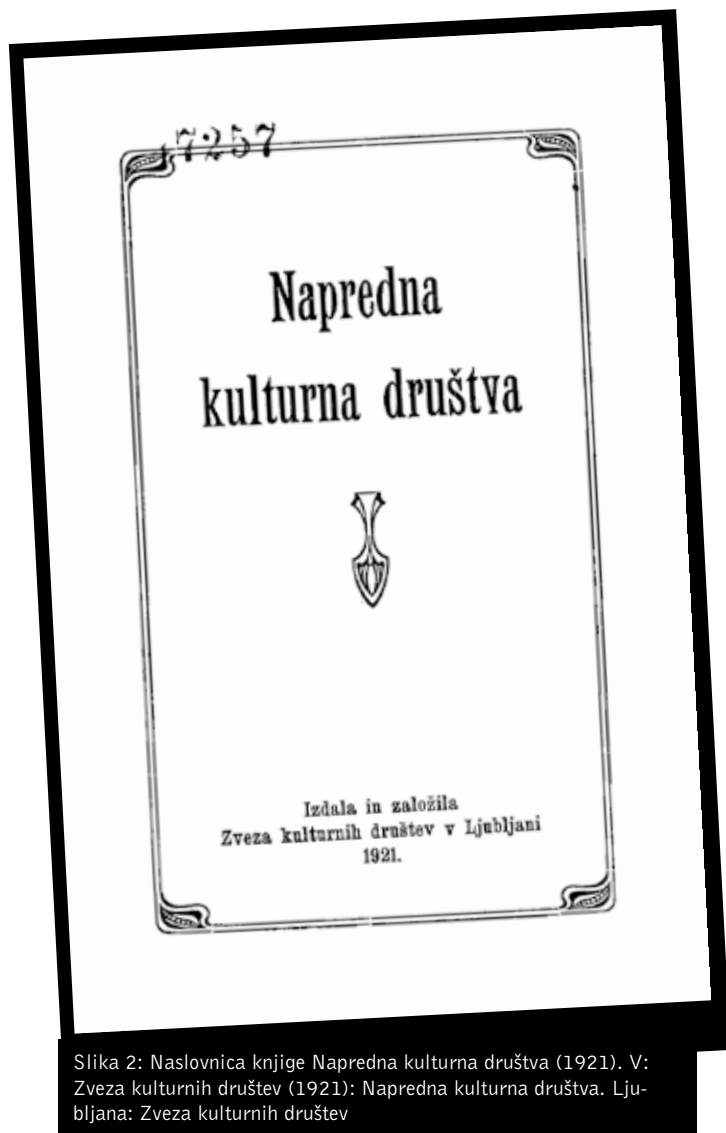 7257
Napredna
kulturna društva
Izdala in založila
Zveza kulturnih društev v Ljubljani
1921.
Slika 2: Naslovnica knjige Napredna kulturna društva (1921). V:
Zveza kulturnih društev (1921): Napredna kulturna društva. Lju-
bljana: Zveza kulturnih društev